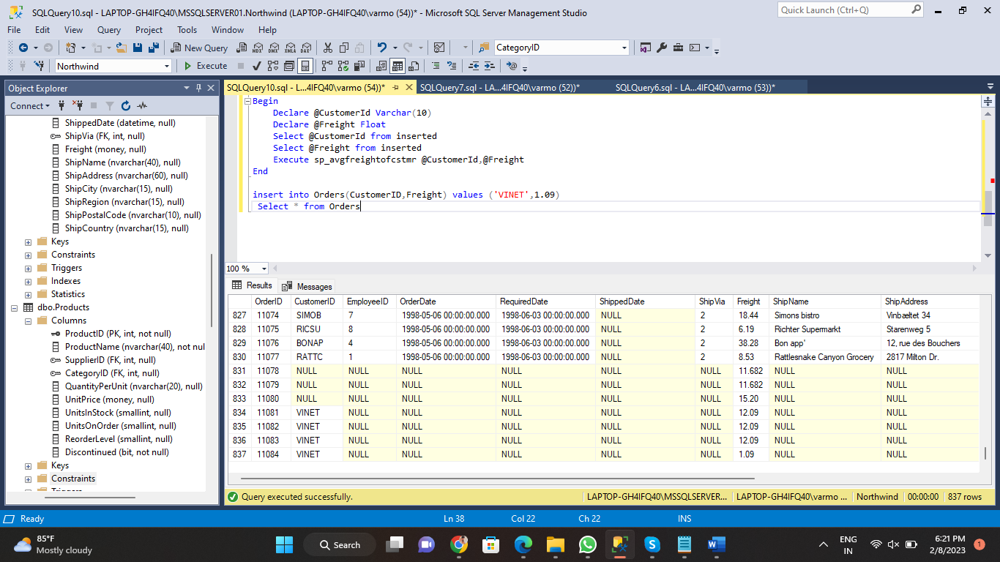 SQLQuery10.sql - LAPTOP-GH4IFQ40\MSSQLSERVER01.Northwind (LAPTOP-GH4IFQ40\varmo (54))* - Microsoft SQL Server Management Studio
Quick Launch (Ctrl+Q)
File Edit View Query Project Tools Window Help
New Query MDX DMX XMLA DAX CategoryID
Northwind Execute
Object Explorer
SQLQuery10.sql - L...4IFQ40\varmo (54))* SQLQuery7.sql - LA...4IFQ40\varmo (52))* SQLQuery6.sql - LA...4IFQ40\varmo (53))*
Connect
ShippedDate (datetime, null)
ShipVia (FK, int, null)
Freight (money, null)
ShipName (nvarchar(40), null)
ShipAddress (nvarchar(60), null)
ShipCity (nvarchar(15), null)
ShipRegion (nvarchar(15), null)
ShipPostalCode (nvarchar(10), null)
ShipCountry (nvarchar(15), null)
Keys
Constraints
Triggers
Indexes
Statistics
dbo.Products
Columns
ProductID (PK, int, not null)
ProductName (nvarchar(40), not nul
SupplierID (FK, int, null)
CategoryID (FK, int, null)
QuantityPerUnit (nvarchar(20), null)
UnitPrice (money, null)
UnitsInStock (smallint, null)
UnitsOnOrder (smallint, null)
ReorderLevel (smallint, null)
Discontinued (bit, not null)
Keys
Constraints
Triggers
Begin
Declare @CustomerId Varchar(10)
Declare @Freight Float
Select @CustomerId from inserted
Select @Freight from inserted
Execute sp_avgfreightofcstmr @CustomerId,@Freight
End
insert into Orders(CustomerID,Freight) values ('VINET',1.09)
Select * from Orders
100 %
Results Messages
OrderID CustomerID EmployeeID OrderDate RequiredDate ShippedDate ShipVia Freight ShipName ShipAddress
827 11074 SIMOB 7 1998-05-06 00:00:00.000 1998-06-03 00:00:00.000 NULL 2 18.44 Simons bistro Vinbæltet 34
828 11075 RICSU 8 1998-05-06 00:00:00.000 1998-06-03 00:00:00.000 NULL 2 6.19 Richter Supermarkt Starenweg 5
829 11076 BONAP 4 1998-05-06 00:00:00.000 1998-06-03 00:00:00.000 NULL 2 38.28 Bon app' 12, rue des Bouchers
830 11077 RATTC 1 1998-05-06 00:00:00.000 1998-06-03 00:00:00.000 NULL 2 8.53 Rattlesnake Canyon Grocery 2817 Milton Dr.
831 11078 NULL NULL NULL NULL NULL NULL 11.682 NULL NULL
832 11079 NULL NULL NULL NULL NULL NULL 11.682 NULL NULL
833 11080 NULL NULL NULL NULL NULL NULL 15.20 NULL NULL
834 11081 VINET NULL NULL NULL NULL NULL 12.09 NULL NULL
835 11082 VINET NULL NULL NULL NULL NULL 12.09 NULL NULL
836 11083 VINET NULL NULL NULL NULL NULL 12.09 NULL NULL
837 11084 VINET NULL NULL NULL NULL NULL 1.09 NULL NULL
Query executed successfully. LAPTOP-GH4IFQ40\MSSQLSERVER... LAPTOP-GH4IFQ40\varmo ... Northwind 00:00:00 837 rows
Ready Ln 38 Col 22 Ch 22 INS
85°F
Mostly cloudy
Search
ENG
IN
6:21 PM
2/8/2023
1